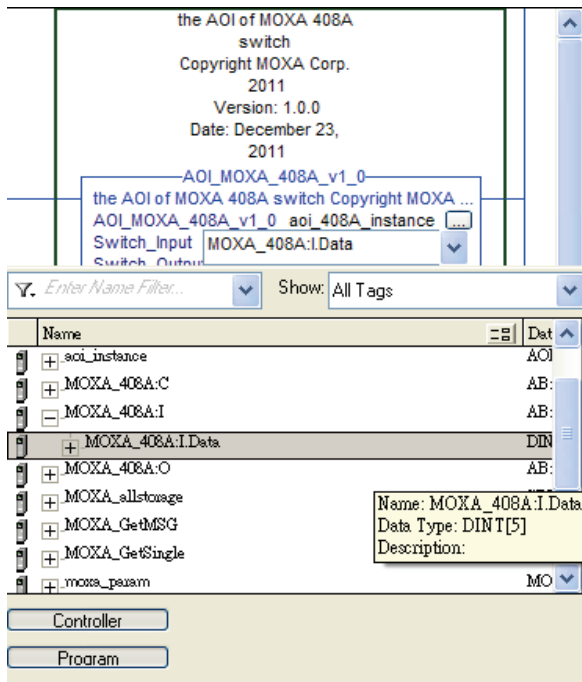 the AOI of MOXA 408A
switch
Copyright MOXA Corp.
2011
Version: 1.0.0
Date: December 23,
2011
AOI_MOXA_408A_v1_0
the AOI of MOXA 408A switch Copyright MOXA ...
AOI_MOXA_408A_v1_0 aoi_408A_instance ...
Switch_Input MOXA_408A:I.Data
Switch_Output
Enter Name Filter... Show: All Tags
Name Dat
aoi_instance AOI
MOXA_408A:C AB:
MOXA_408A:I AB:
MOXA_408A:I.Data DIN
MOXA_408A:O AB:
MOXA_allstorage
Name: MOXA_408A:I.Data
MOXA_GetMSG
Data Type: DINT[5]
MOXA_GetSingle
Description:
moxa_param MO
Controller
Program